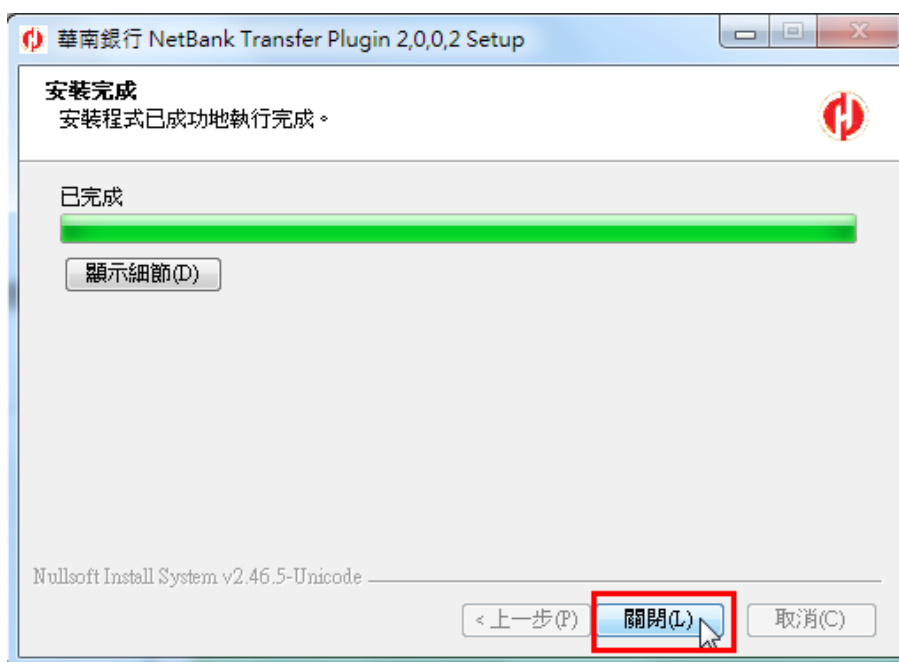 華南銀行 NetBank Transfer Plugin 2,0,0,2 Setup
安裝完成
安裝程式已成功地執行完成。
已完成
顯示細節(D)
Nullsoft Install System v2.46.5-Unicode
<上一步(P) 關閉(L) 取消(C)